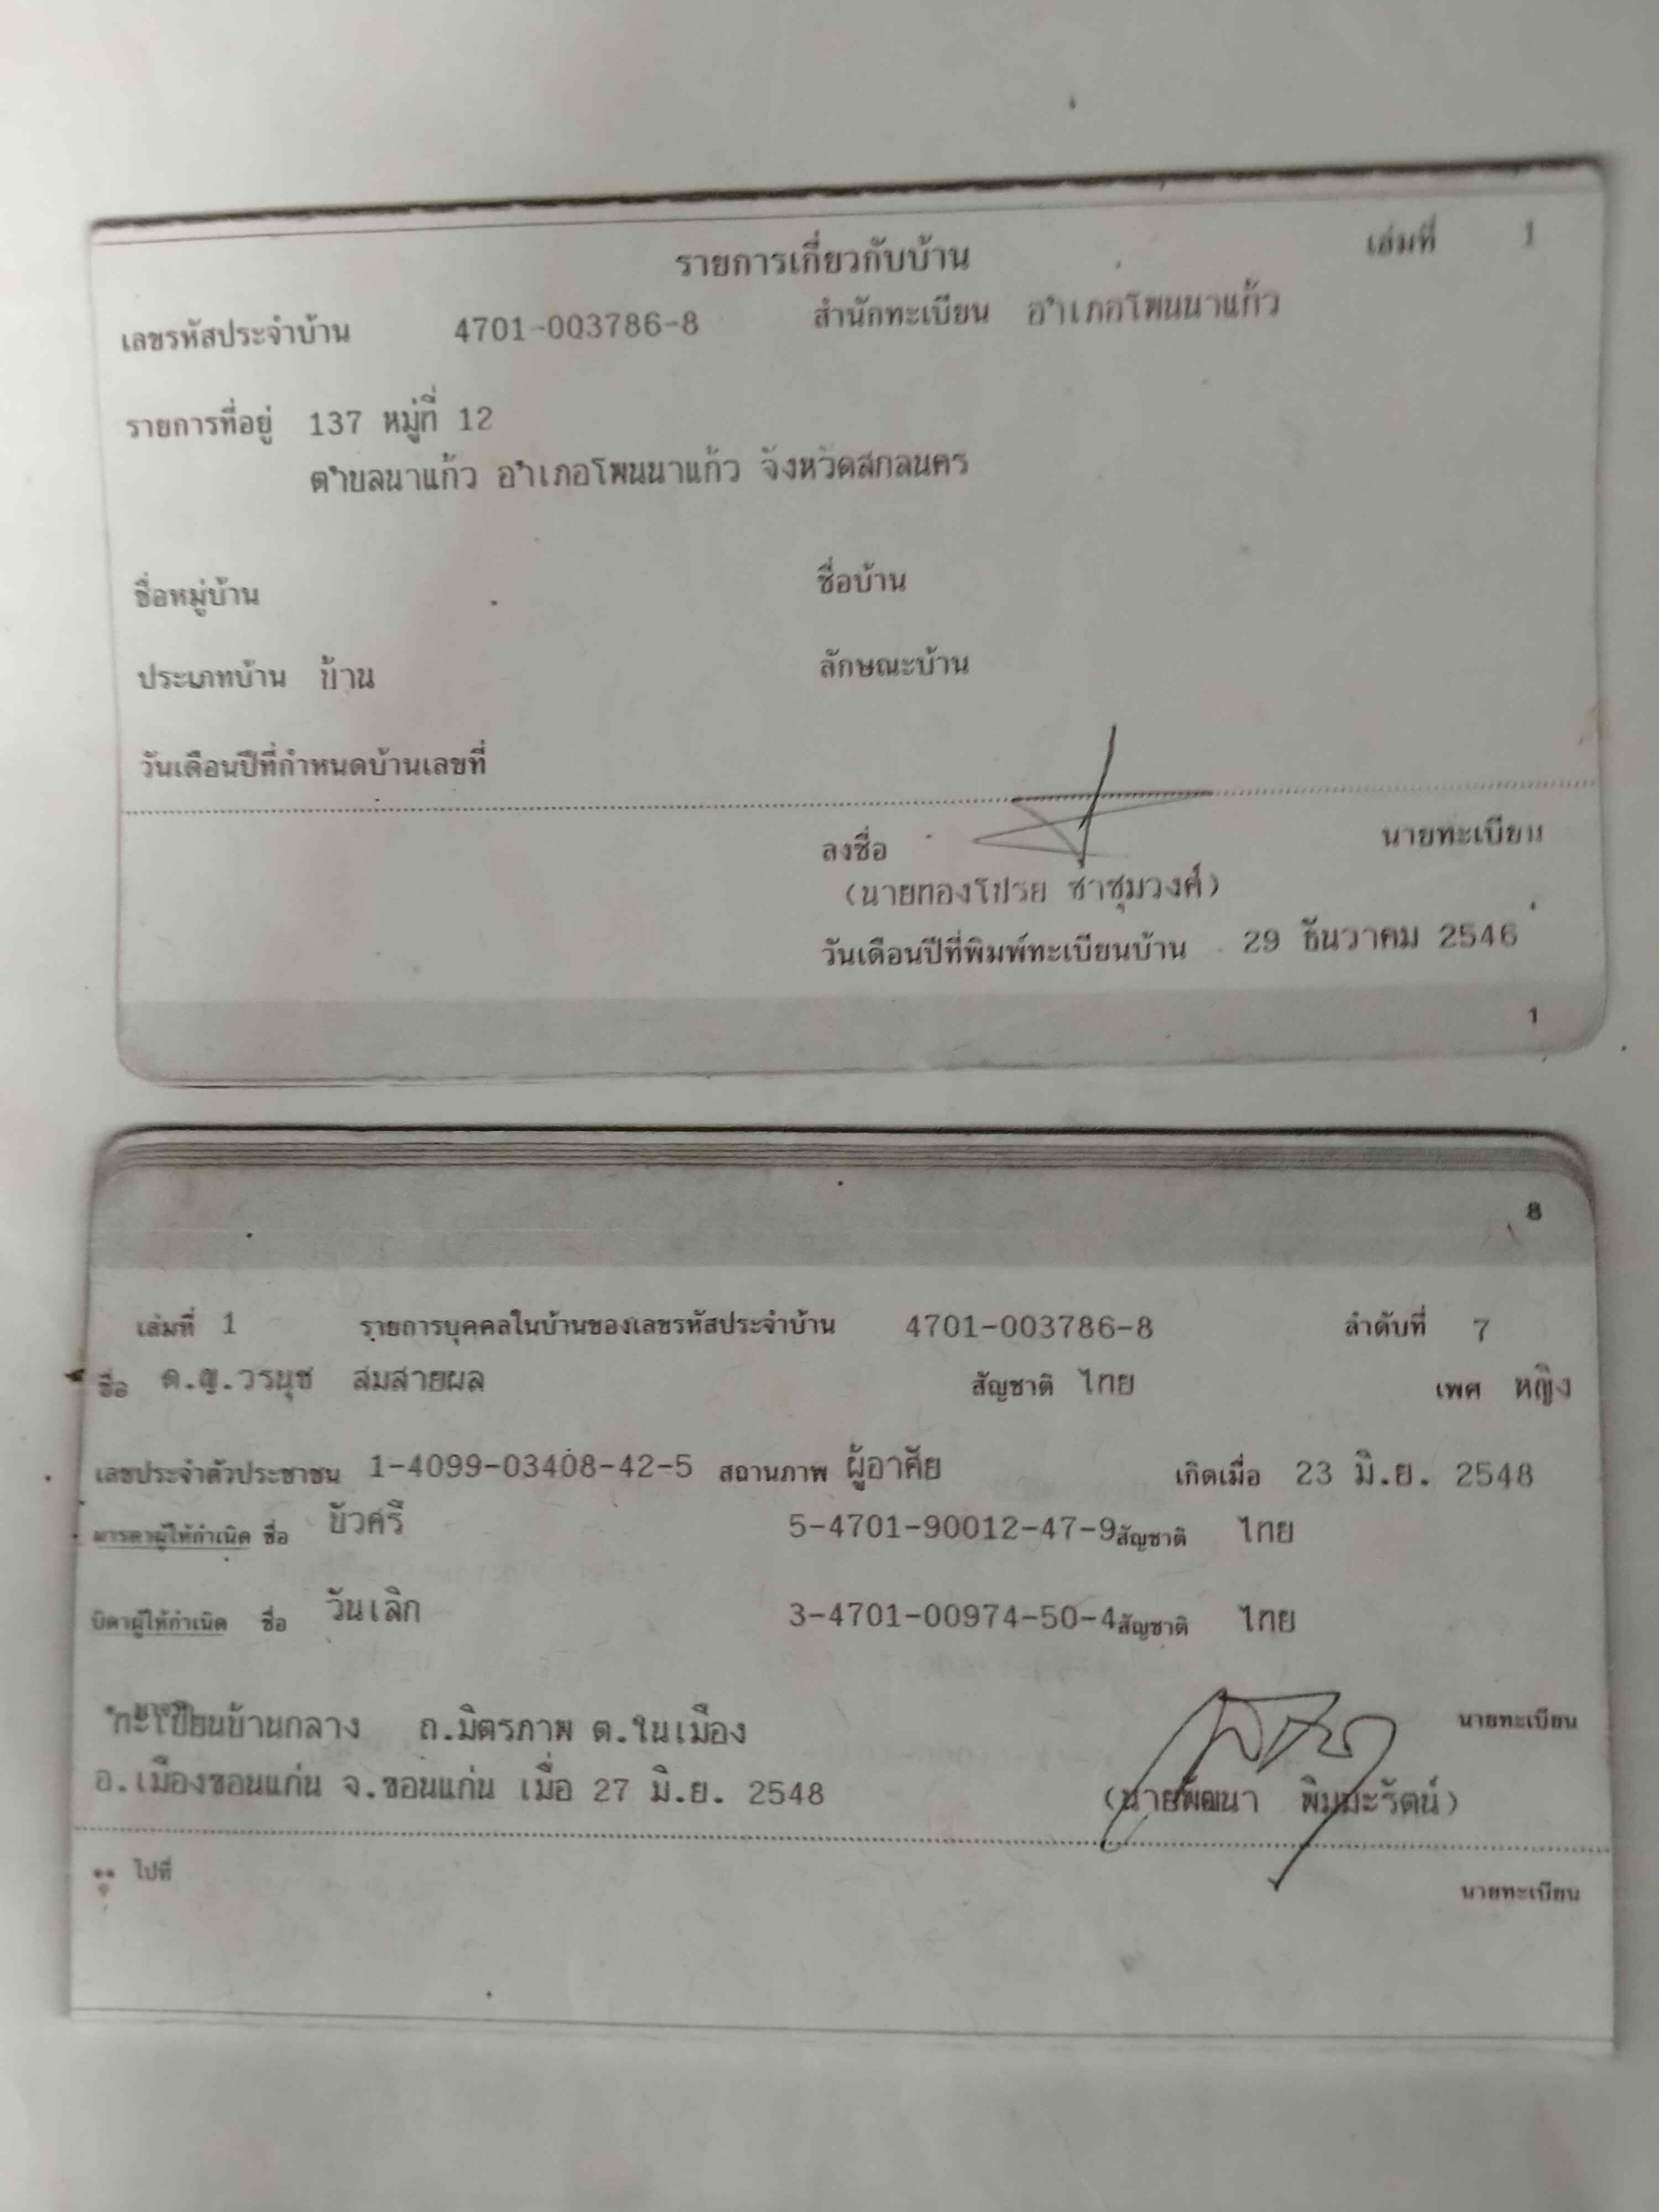 เล่มที่ 1
รายการเกี่ยวกับบ้าน
เลขรหัสประจำบ้าน 4701-003786-8 สำนักทะเบียน อำเภอโพนนาแก้ว
รายการที่อยู่ 137 หมู่ที่ 12
ตำบลนาแก้ว อำเภอโพนนาแก้ว จังหวัดสกลนคร
ชื่อหมู่บ้าน ชื่อบ้าน
ประเภทบ้าน บ้าน ลักษณะบ้าน
วันเดือนปีที่กำหนดบ้านเลขที่
ลงชื่อ นายทะเบียน
(นายทองโปรย ชาชุมวงศ์)
วันเดือนปีที่พิมพ์ทะเบียนบ้าน 29 ธันวาคม 2546
1
8
เล่มที่ 1 รายการบุคคลในบ้านของเลขรหัสประจำบ้าน 4701-003786-8 ลำดับที่ 7
ชื่อ ด.ญ.วรนุช สมสายผล สัญชาติ ไทย เพศ หญิง
เลขประจำตัวประชาชน 1-4099-03408-42-5 สถานภาพ ผู้อาศัย เกิดเมื่อ 23 มิ.ย. 2548
มารดาผู้ให้กำเนิด ชื่อ บัวศรี 5-4701-90012-47-9 สัญชาติ ไทย
บิดาผู้ให้กำเนิด ชื่อ วันเลิก 3-4701-00974-50-4 สัญชาติ ไทย
ทะเบียนบ้านกลาง ถ.มิตรภาพ ต.ในเมือง นายทะเบียน
อ.เมืองขอนแก่น จ.ขอนแก่น เมื่อ 27 มิ.ย. 2548 (นายพัฒนา พิมมะรัตน์)
ไปที่
นายทะเบียน